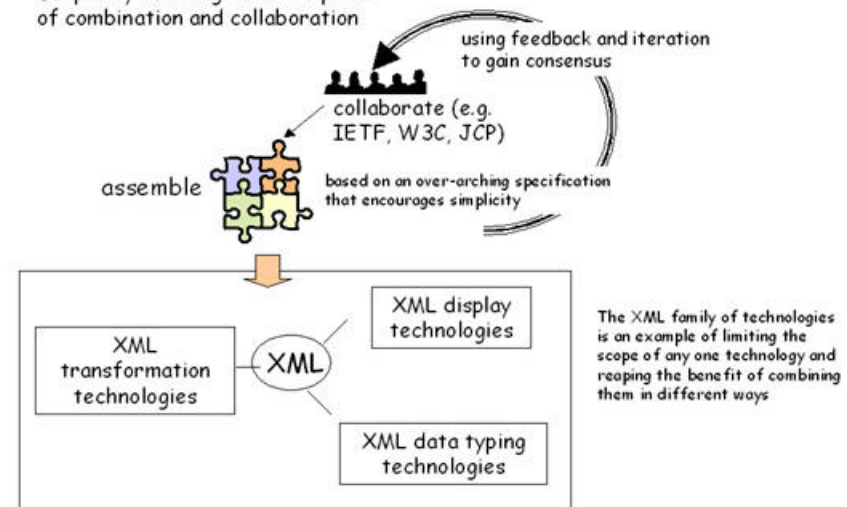 of combination and collaboration
using feedback and iteration
to gain consensus
collaborate (e.g.
IETF, W3C, JCP)
assemble
based on an over-arching specification
that encourages simplicity
XML display
technologies
XML
transformation
technologies
XML
XML data typing
technologies
The XML family of technologies
is an example of limiting the
scope of any one technology and
reaping the benefit of combining
them in different ways